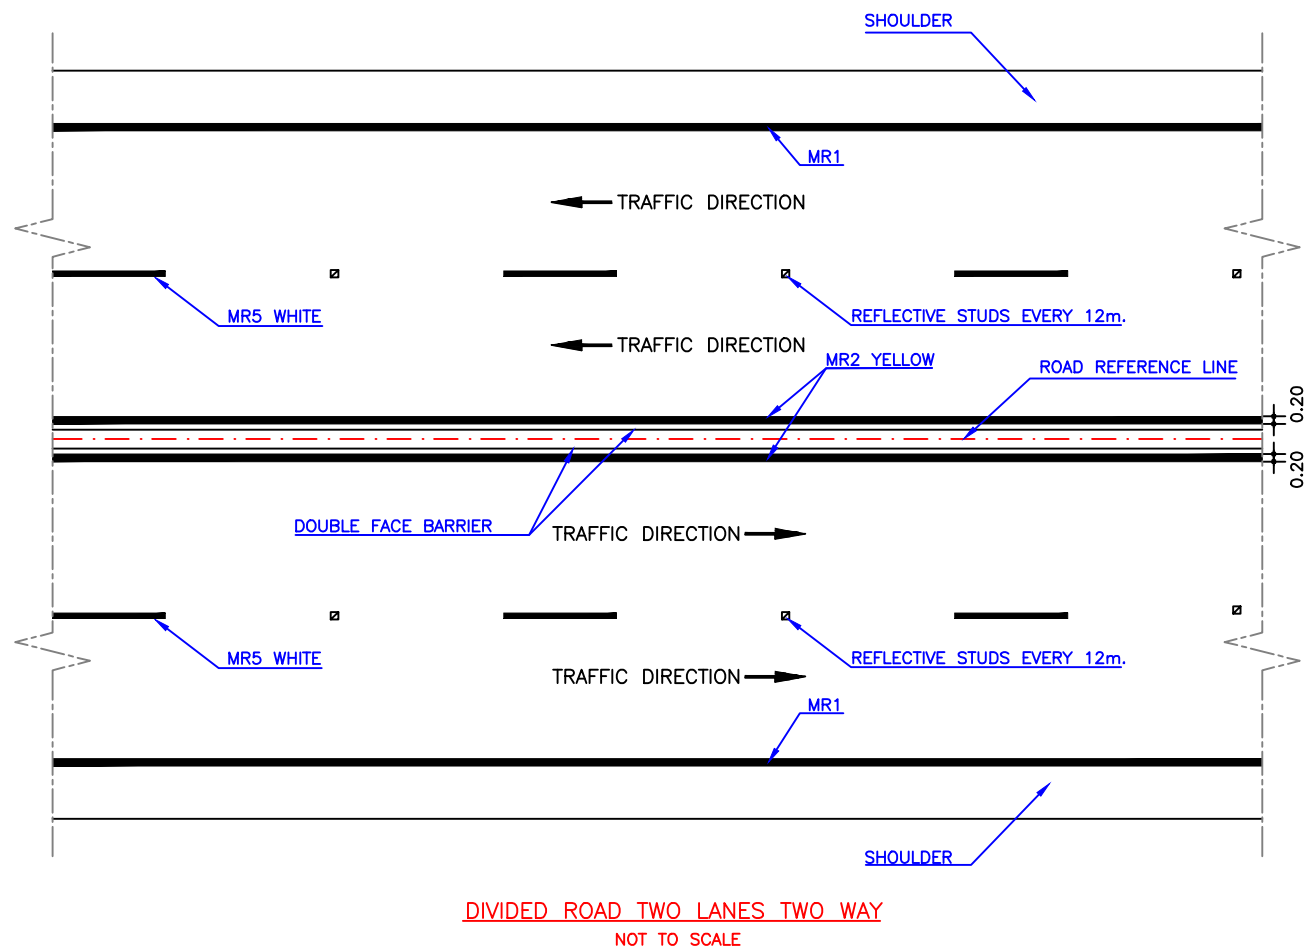 SHOULDER
MR1
TRAFFIC DIRECTION
MR5 WHITE
REFLECTIVE STUDS EVERY 12m.
TRAFFIC DIRECTION
MR2 YELLOW
ROAD REFERENCE LINE
0.20
0.20
DOUBLE FACE BARRIER
TRAFFIC DIRECTION
MR5 WHITE
REFLECTIVE STUDS EVERY 12m.
TRAFFIC DIRECTION
MR1
SHOULDER
DIVIDED ROAD TWO LANES TWO WAY
NOT TO SCALE